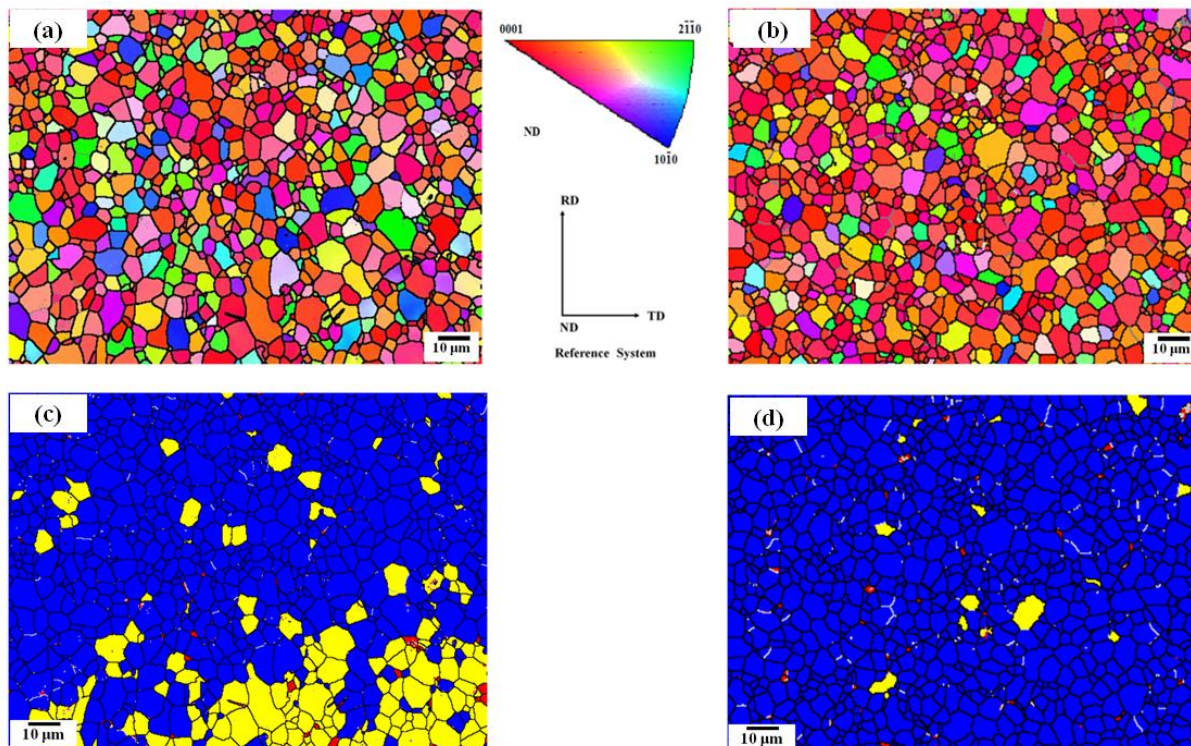 (a)
0001
2110
(b)
ND
1010
RD
ND
TD
Reference System
10 µm
10 µm
(c)
(d)
10 µm
10 µm